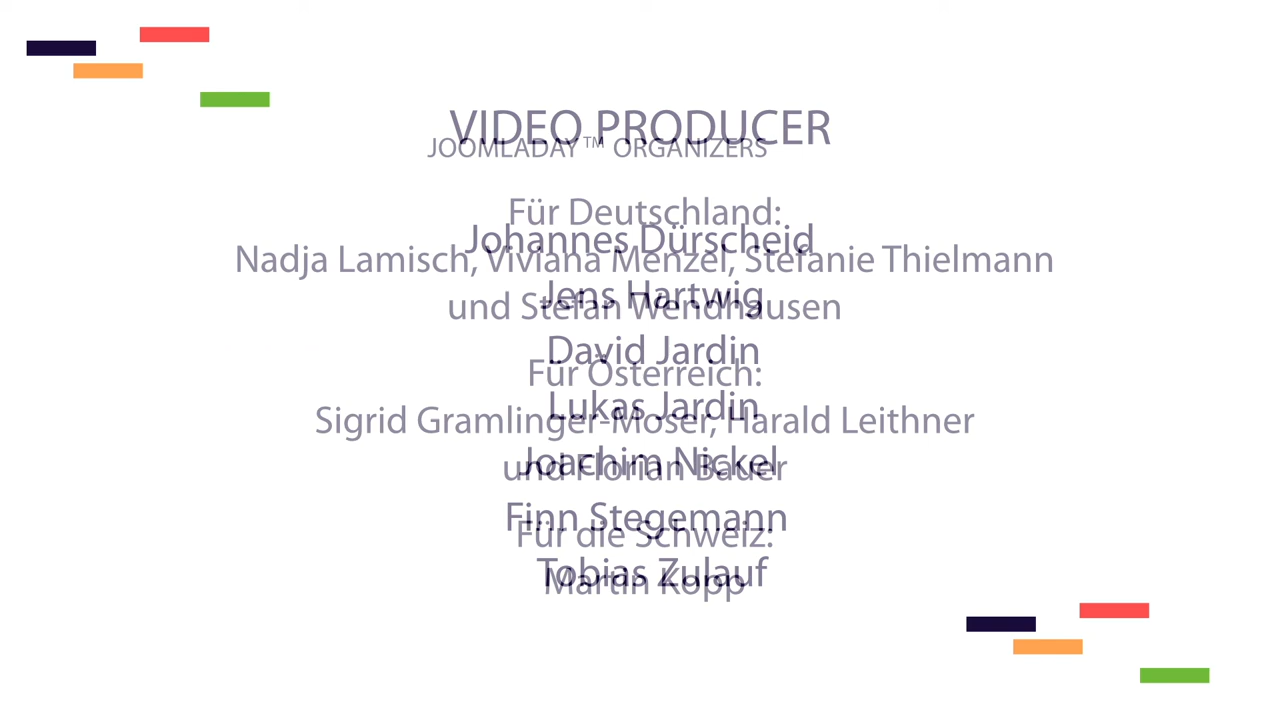 VIDEO PRODUCER
JOOMLADAY™ ORGANIZERS
Für Deutschland:
Johannes Dürscheid
Nadja Lamisch, Viviana Menzel, Stefanie Thielmann
Jens Hartwig
und Stefan Wendhausen
David Jardin
Für Österreich:
Lukas Jardin
Sigrid Gramlinger-Moser, Harald Leithner
Joachim Nickel
und Florian Bauer
Finn Stegemann
Für die Schweiz:
Tobias Zulauf
Martin Kopp